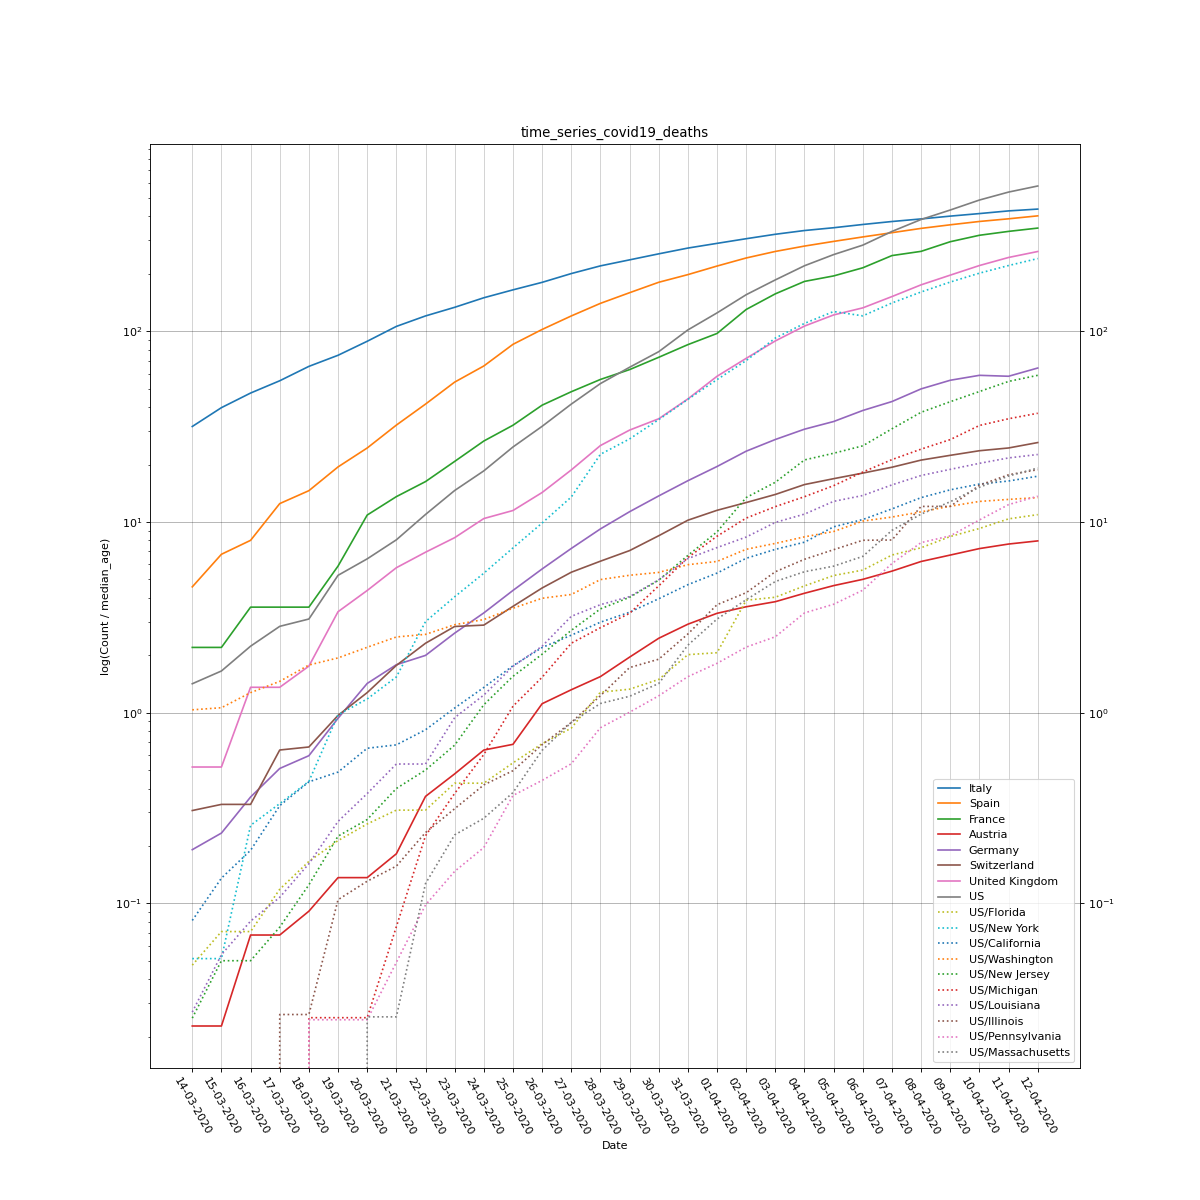 time_series_covid19_deaths
log(Count / median_age)
10²
10¹
10⁰
10⁻¹
10²
10¹
10⁰
10⁻¹
Italy
Spain
France
Austria
Germany
Switzerland
United Kingdom
US
US/Florida
US/New York
US/California
US/Washington
US/New Jersey
US/Michigan
US/Louisiana
US/Illinois
US/Pennsylvania
US/Massachusetts
14-03-2020
15-03-2020
16-03-2020
17-03-2020
18-03-2020
19-03-2020
20-03-2020
21-03-2020
22-03-2020
23-03-2020
24-03-2020
25-03-2020
26-03-2020
27-03-2020
28-03-2020
29-03-2020
30-03-2020
31-03-2020
01-04-2020
02-04-2020
03-04-2020
04-04-2020
05-04-2020
06-04-2020
07-04-2020
08-04-2020
09-04-2020
10-04-2020
11-04-2020
12-04-2020
Date